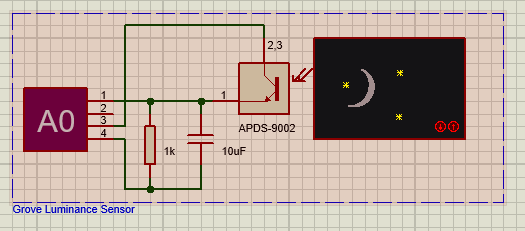 2,3
1
2
3
4
A0
1
APDS-9002
1k
10uF
Grove Luminance Sensor